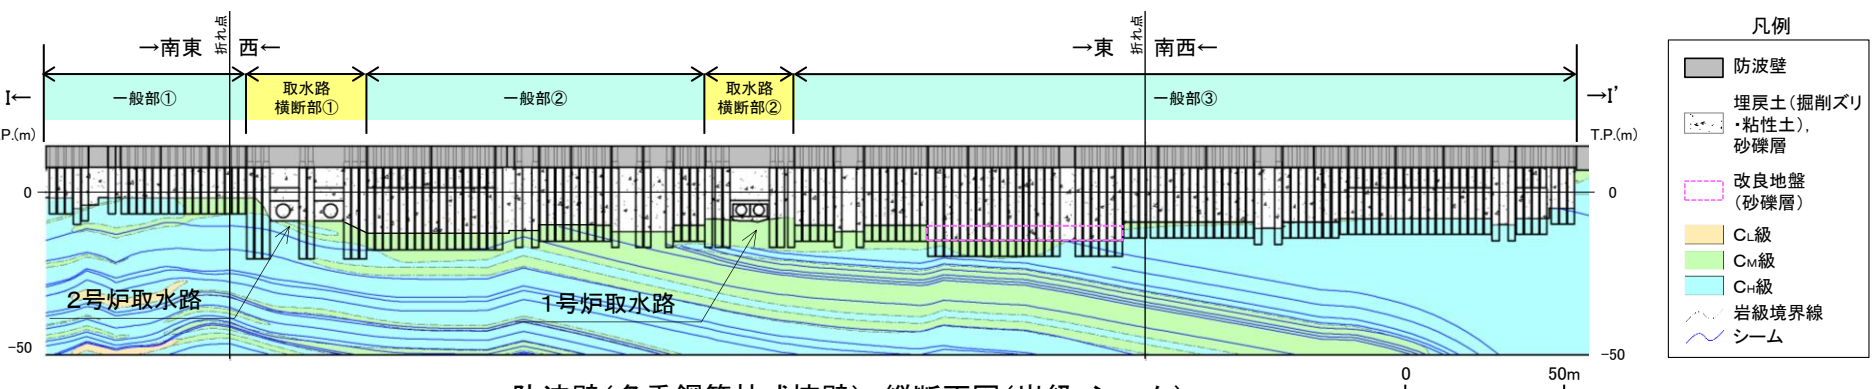 →南東
折れ点
西←
→東
折れ点
南西←
I←
一般部①
取水路
横断部①
一般部②
取水路
横断部②
一般部③
→I'
.P.(m)
T.P.(m)
0
0
2号炉取水路
1号炉取水路
-50
-50
凡例
防波壁
埋戻土(掘削ズリ
・粘性土),
砂礫層
改良地盤
(砂礫層)
CL級
CM級
CH級
岩級境界線
シーム
0
50m